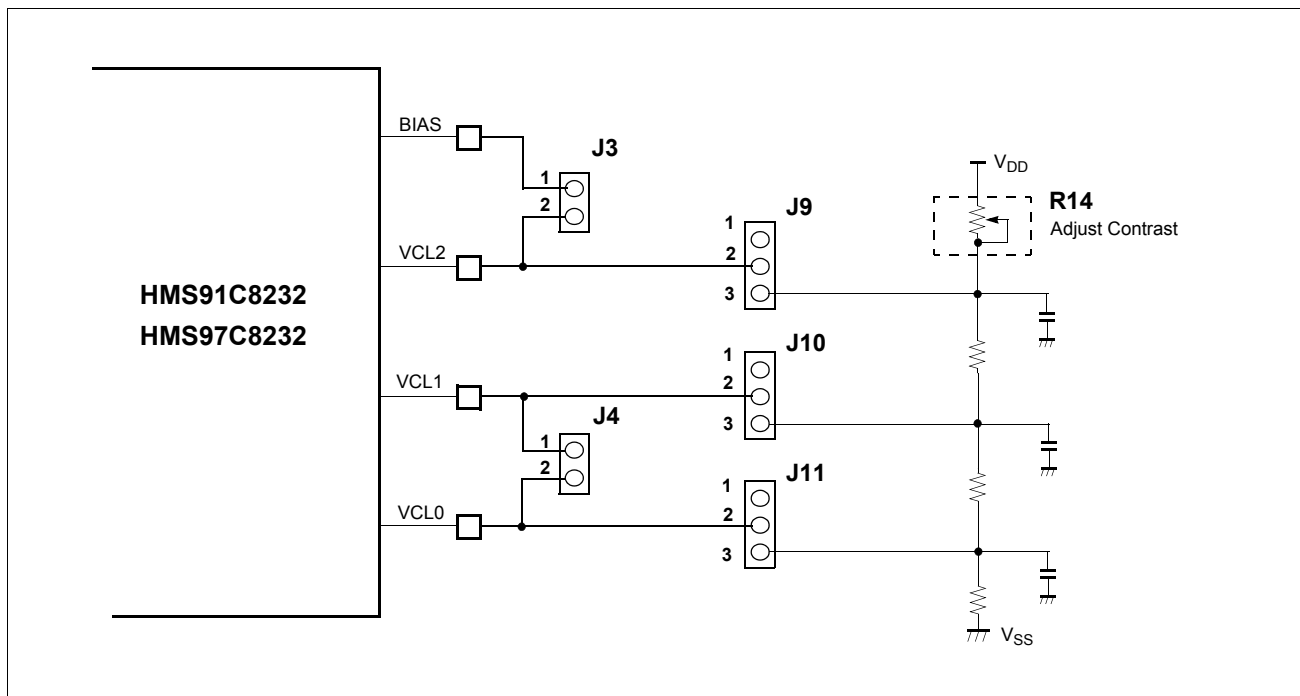 BIAS
J3
1
2
VCL2
HMS91C8232
HMS97C8232
VCL1
J4
1
2
VCL0
J9
1
2
3
J10
1
2
3
J11
1
2
3
VDD
R14
Adjust Contrast
VSS